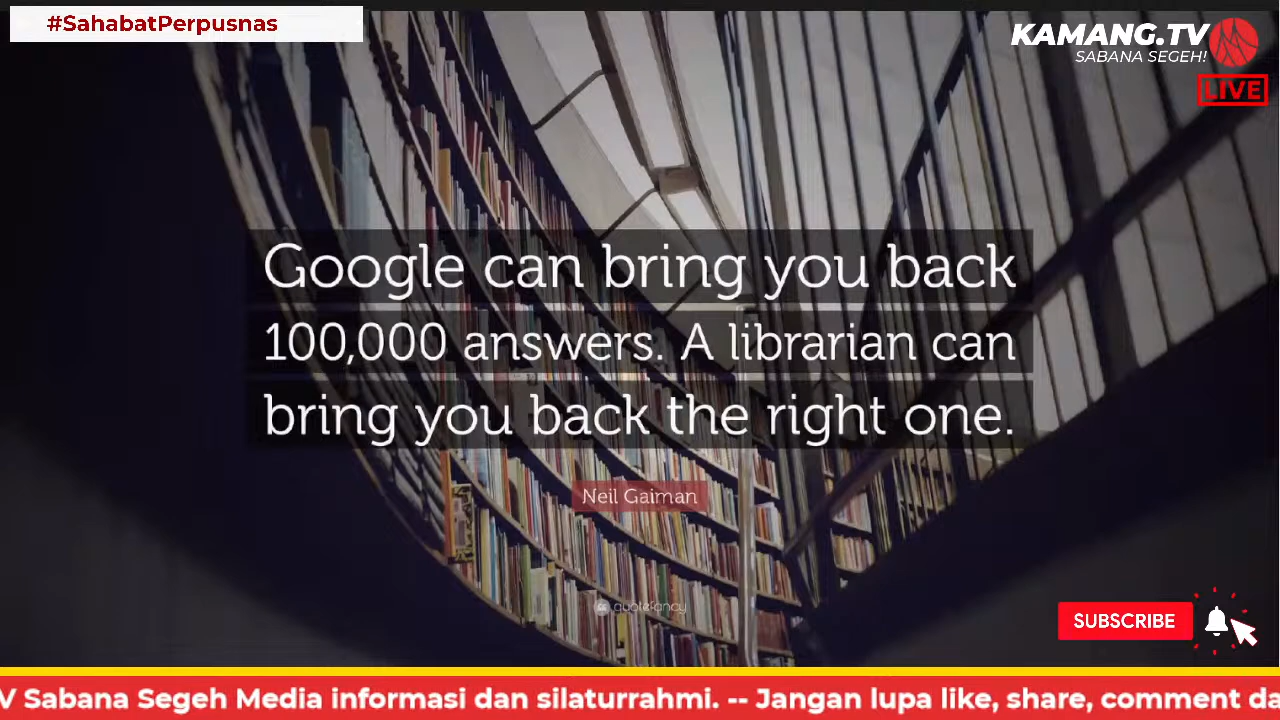 #SahabatPerpusnas
KAMANG.TV
SABANA SEGEH!
LIVE
Google can bring you back
100,000 answers. A librarian can
bring you back the right one.
Neil Gaiman
quotefancy
SUBSCRIBE
V Sabana Segeh Media informasi dan silaturrahmi. -- Jangan lupa like, share, comment da